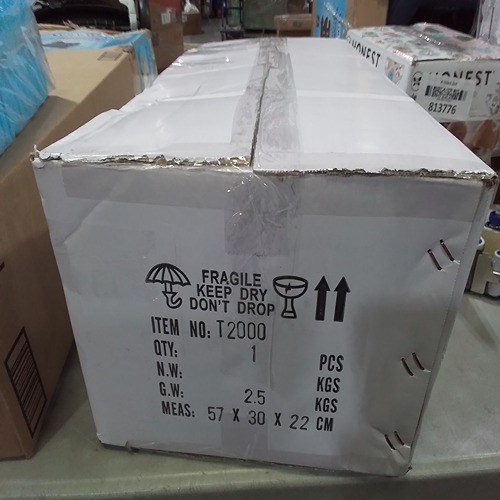 HONEST
HONEST
813776
FRAGILE
KEEP DRY
DON'T DROP
ITEM NO: T2000
QTY: 1 PCS
N.W: KGS
G.W: 2.5 KGS
MEAS: 57 X 30 X 22 CM